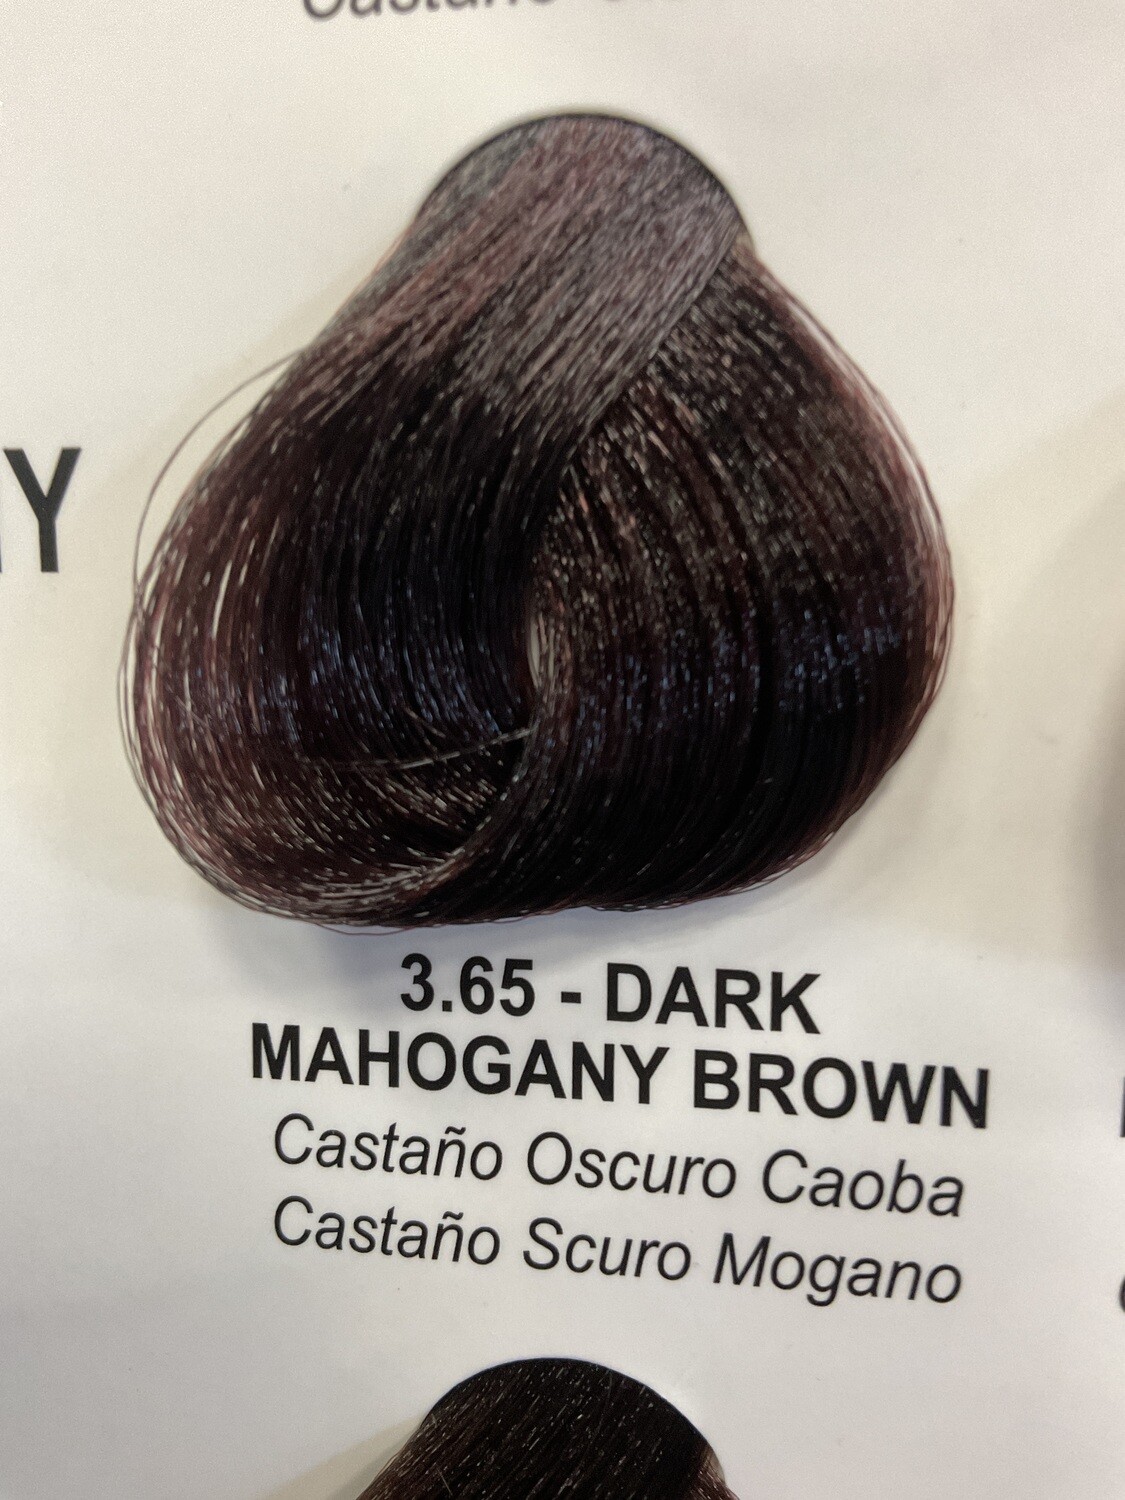 3.65 - DARK
MAHOGANY BROWN
Castaño Oscuro Caoba
Castaño Scuro Mogano